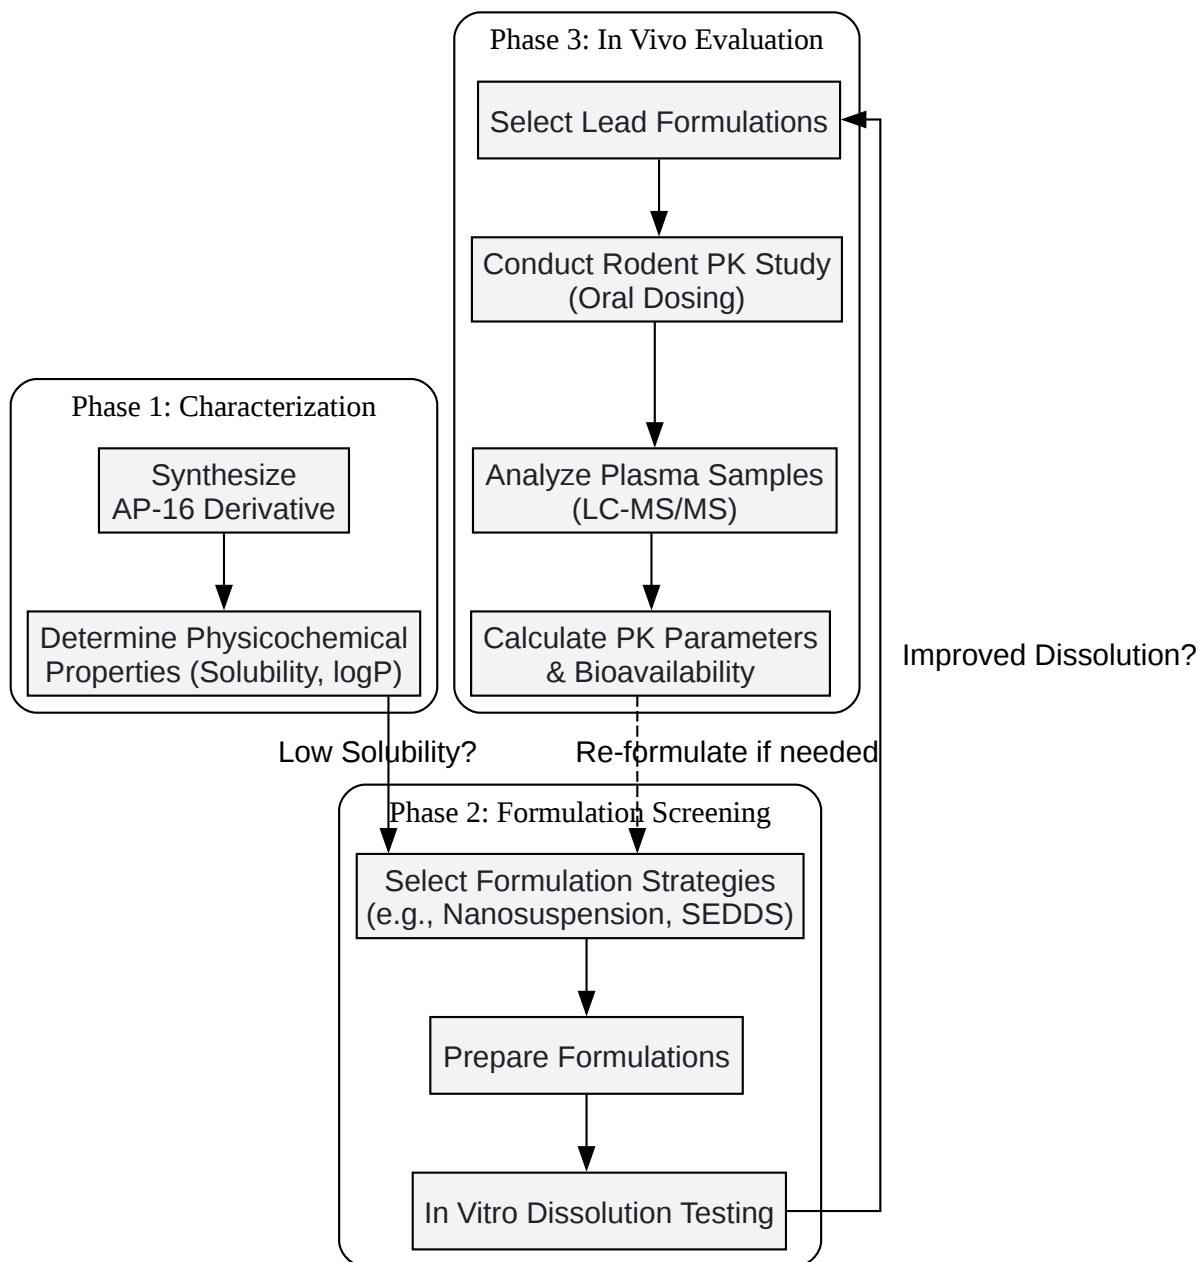 Phase 3: In Vivo Evaluation
Select Lead Formulations
Conduct Rodent PK Study
(Oral Dosing)
Analyze Plasma Samples
(LC-MS/MS)
Calculate PK Parameters
& Bioavailability
Phase 1: Characterization
Synthesize
AP-16 Derivative
Determine Physicochemical
Properties (Solubility, logP)
Improved Dissolution?
Low Solubility?
Re-formulate if needed
Phase 2: Formulation Screening
Select Formulation Strategies
(e.g., Nanosuspension, SEDDS)
Prepare Formulations
In Vitro Dissolution Testing